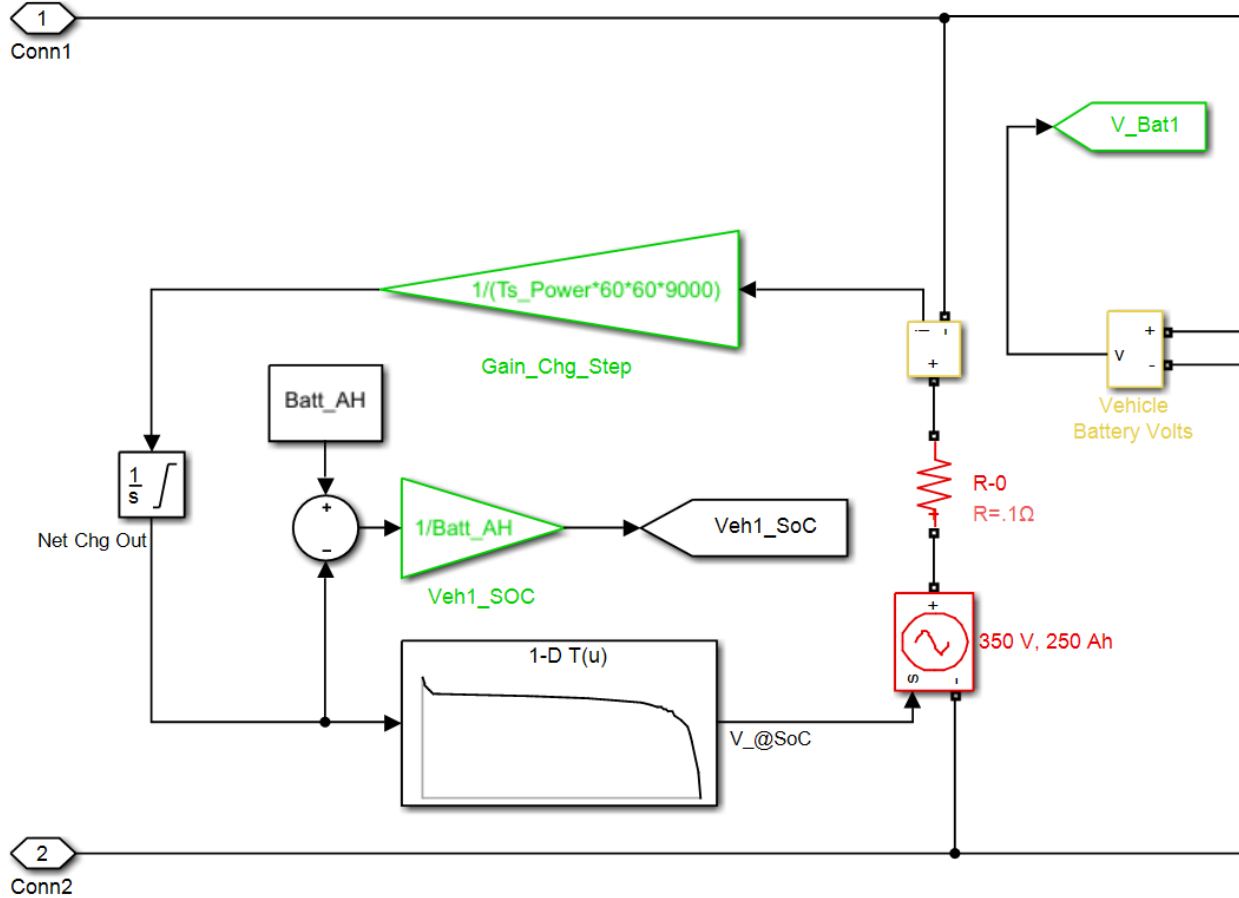 1
Conn1
V_Bat1
1/(Ts_Power*60*60*9000)
Gain_Chg_Step
i
-
+
+
v
-
Vehicle
Battery Volts
Batt_AH
1
s
Net Chg Out
+
-
1/Batt_AH
Veh1_SOC
Veh1_SoC
R-0
R=.1Ω
+
+
350 V, 250 Ah
s
-
1-D T(u)
V_@SoC
2
Conn2